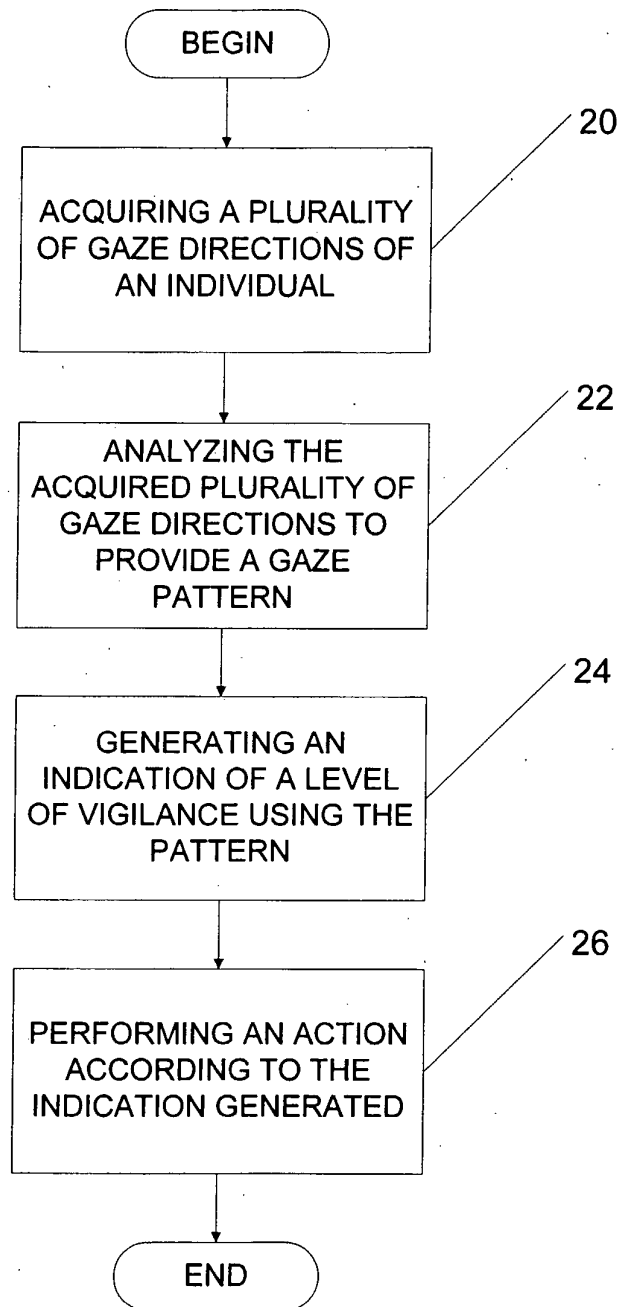 BEGIN
20
ACQUIRING A PLURALITY
OF GAZE DIRECTIONS OF
AN INDIVIDUAL
22
ANALYZING THE
ACQUIRED PLURALITY OF
GAZE DIRECTIONS TO
PROVIDE A GAZE
PATTERN
24
GENERATING AN
INDICATION OF A LEVEL
OF VIGILANCE USING THE
PATTERN
26
PERFORMING AN ACTION
ACCORDING TO THE
INDICATION GENERATED
END